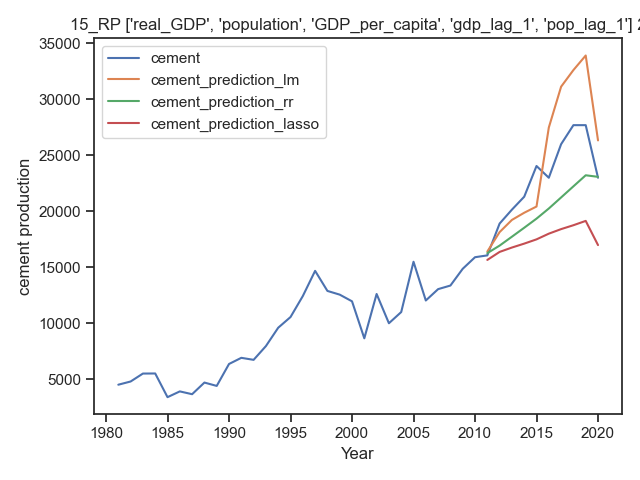 15_RP ['real_GDP', 'population', 'GDP_per_capita', 'gdp_lag_1', 'pop_lag_1']
cement
cement_prediction_lm
cement_prediction_rr
cement_prediction_lasso
35000
30000
25000
20000
15000
10000
5000
cement production
1980 1985 1990 1995 2000 2005 2010 2015 2020
Year